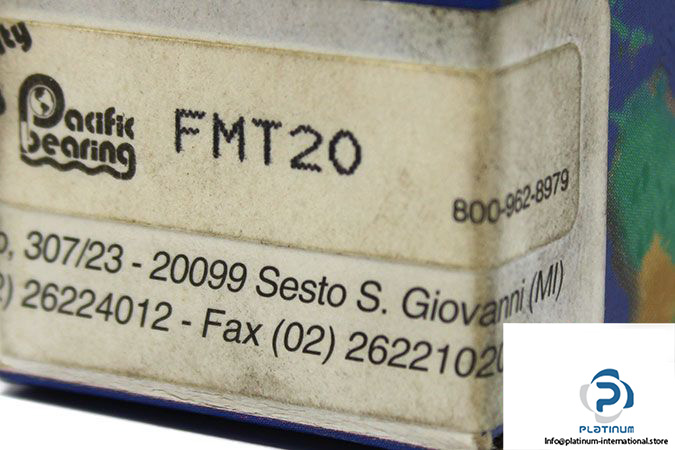 Pacific
bearing
FMT20
800-962-8979
307/23 - 20099 Sesto S. Giovanni (MI)
26224012 - Fax (02) 2622102
PLATINUM
Info@platinum-international.store